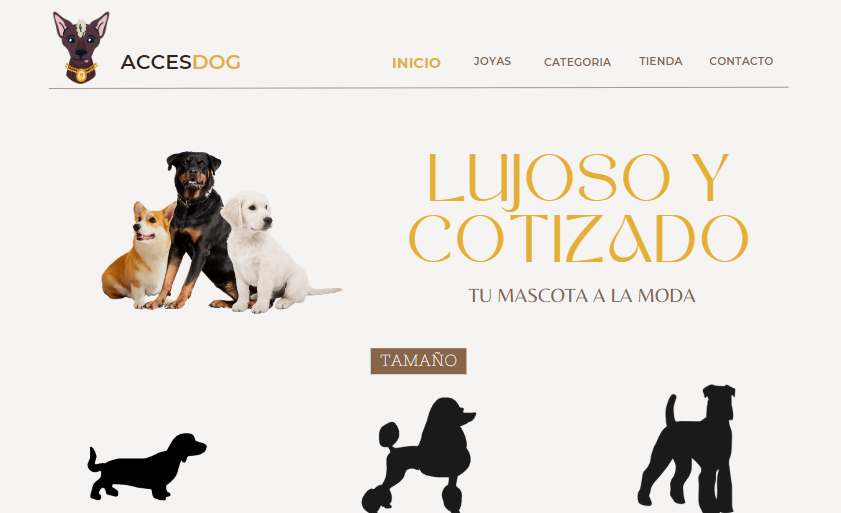 ACCESDOG
INICIO
JOYAS
CATEGORIA
TIENDA
CONTACTO
LUJOSO Y
COTIZADO
TU MASCOTA A LA MODA
TAMAÑO